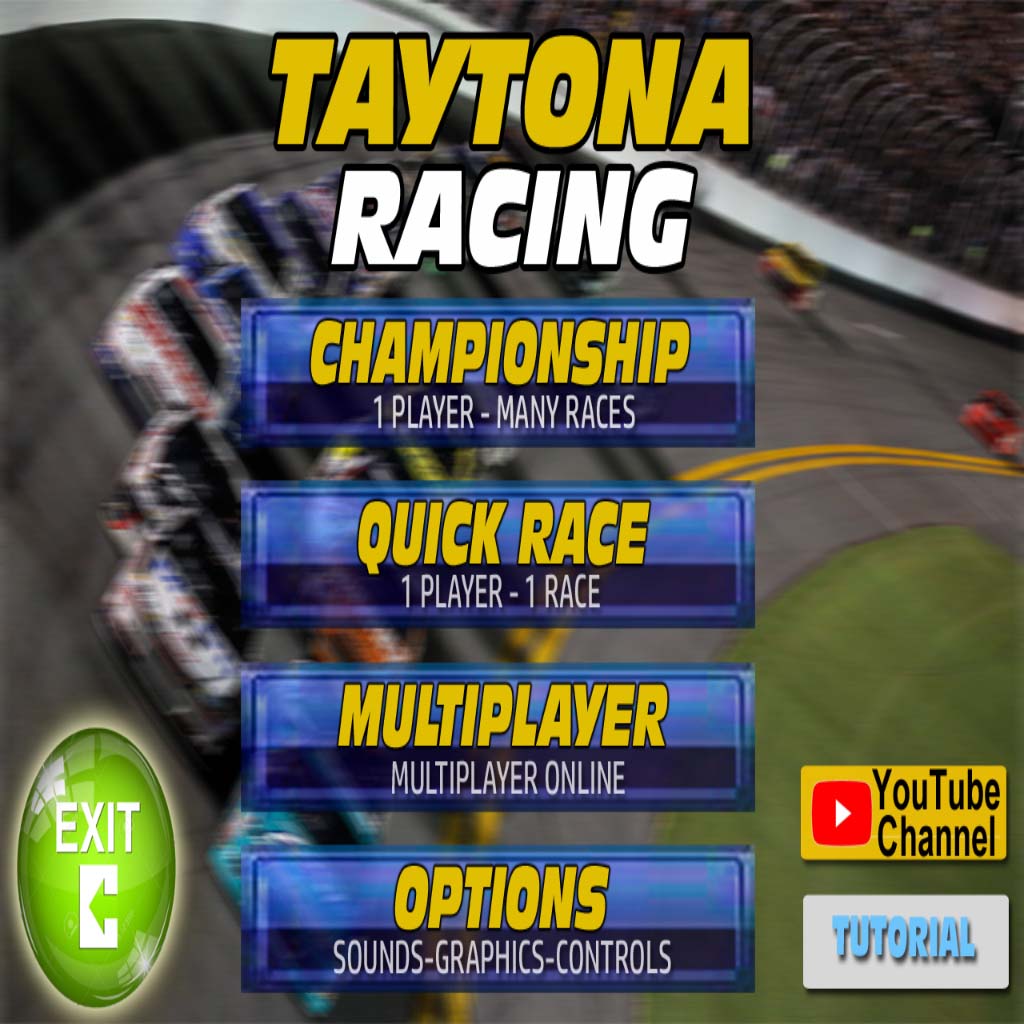 TAYTONA
RACING
CHAMPIONSHIP
1 PLAYER - MANY RACES
QUICK RACE
1 PLAYER - 1 RACE
MULTIPLAYER
MULTIPLAYER ONLINE
OPTIONS
SOUNDS-GRAPHICS-CONTROLS
EXIT
YouTube
Channel
TUTORIAL